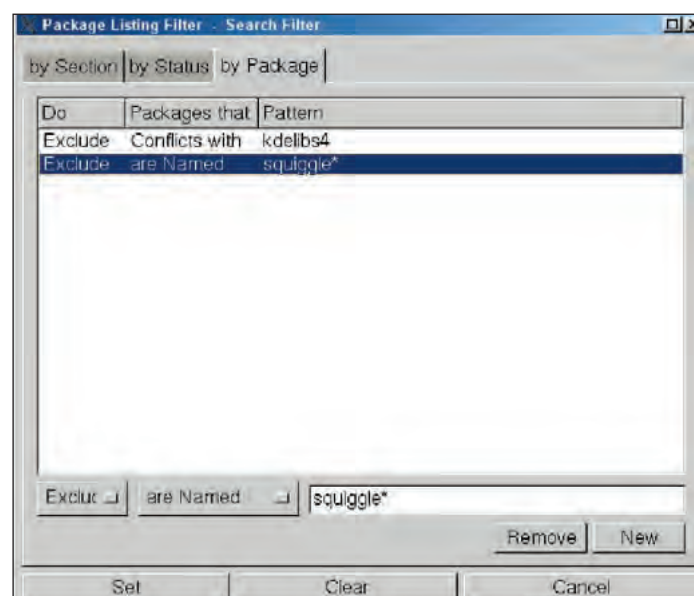 Package Listing Filter - Search Filter
by Section by Status by Package
Do Packages that Pattern
Exclude Conflicts with kdelibs4
Exclude are Named squiggle*
Excluc are Named squiggle*
Remove New
Set Clear Cancel